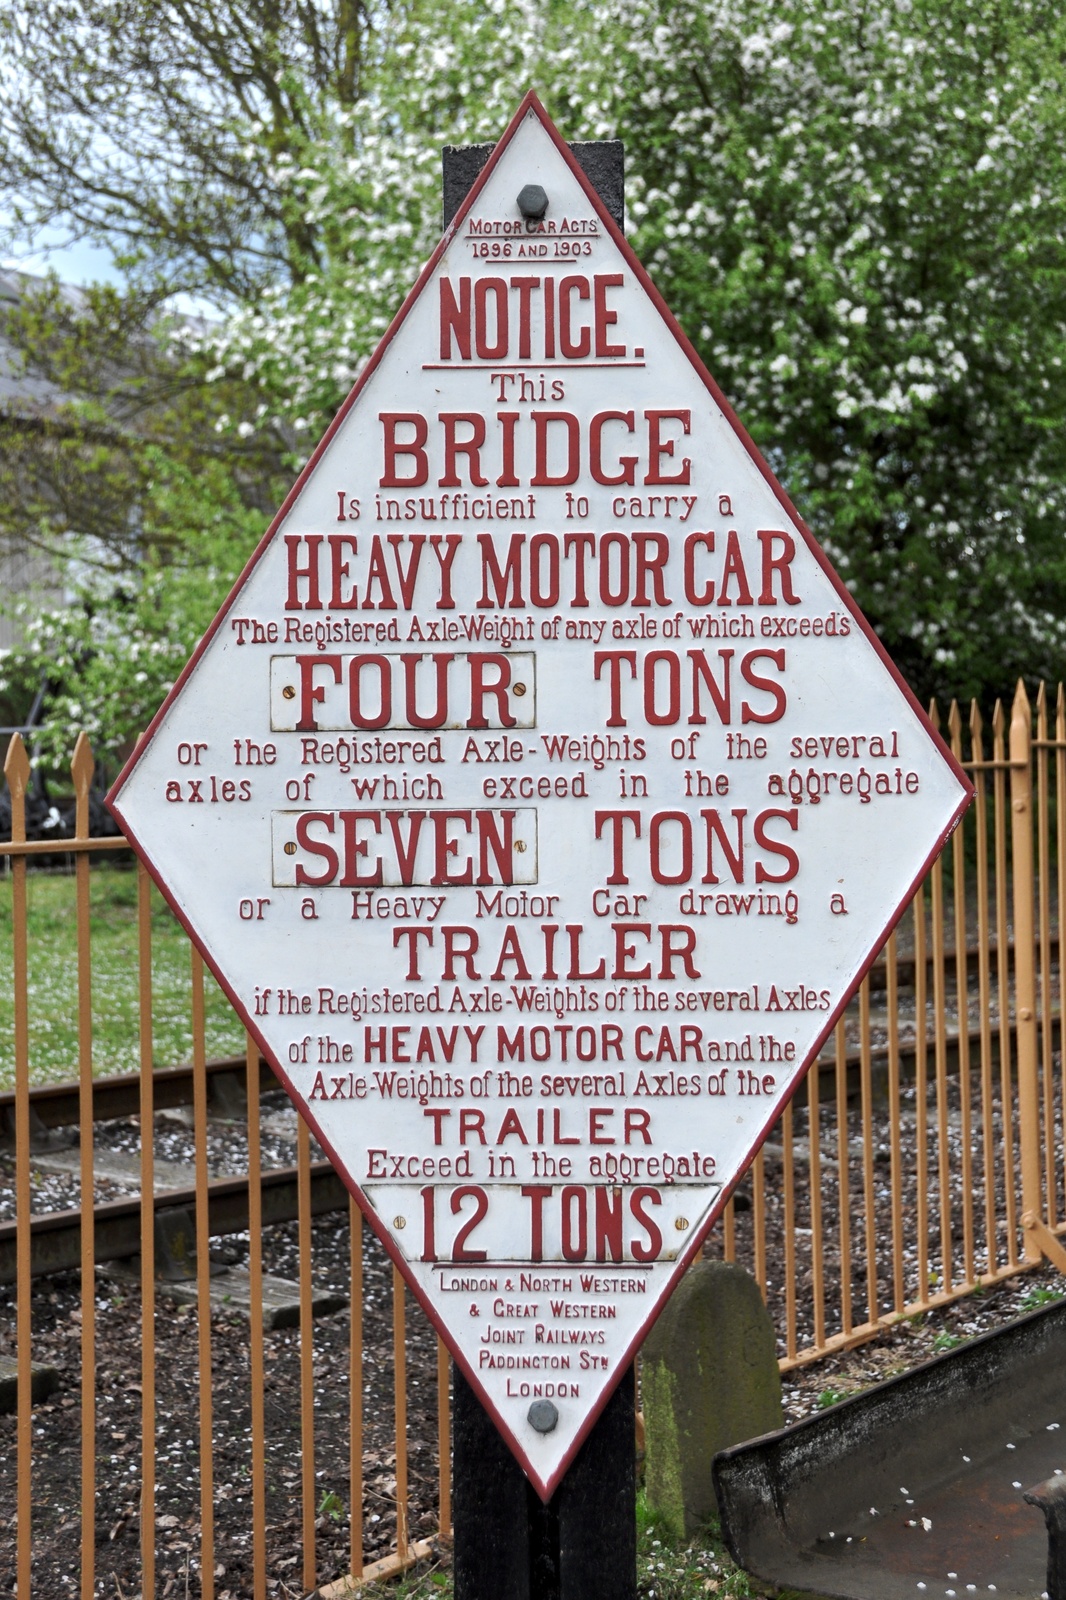 Motor Car Acts
1896 and 1903
NOTICE.
This
BRIDGE
Is insufficient to carry a
HEAVY MOTOR CAR
The Registered Axle-Weight of any axle of which exceeds
FOUR TONS
or the Registered Axle-Weights of the several
axles of which exceed in the aggregate
SEVEN TONS
or a Heavy Motor Car drawing a
TRAILER
if the Registered Axle-Weights of the several Axles
of the HEAVY MOTOR CAR and the
Axle-Weights of the several Axles of the
TRAILER
Exceed in the aggregate
12 TONS
London & North Western
& Great Western
Joint Railways
Paddington Stn
London